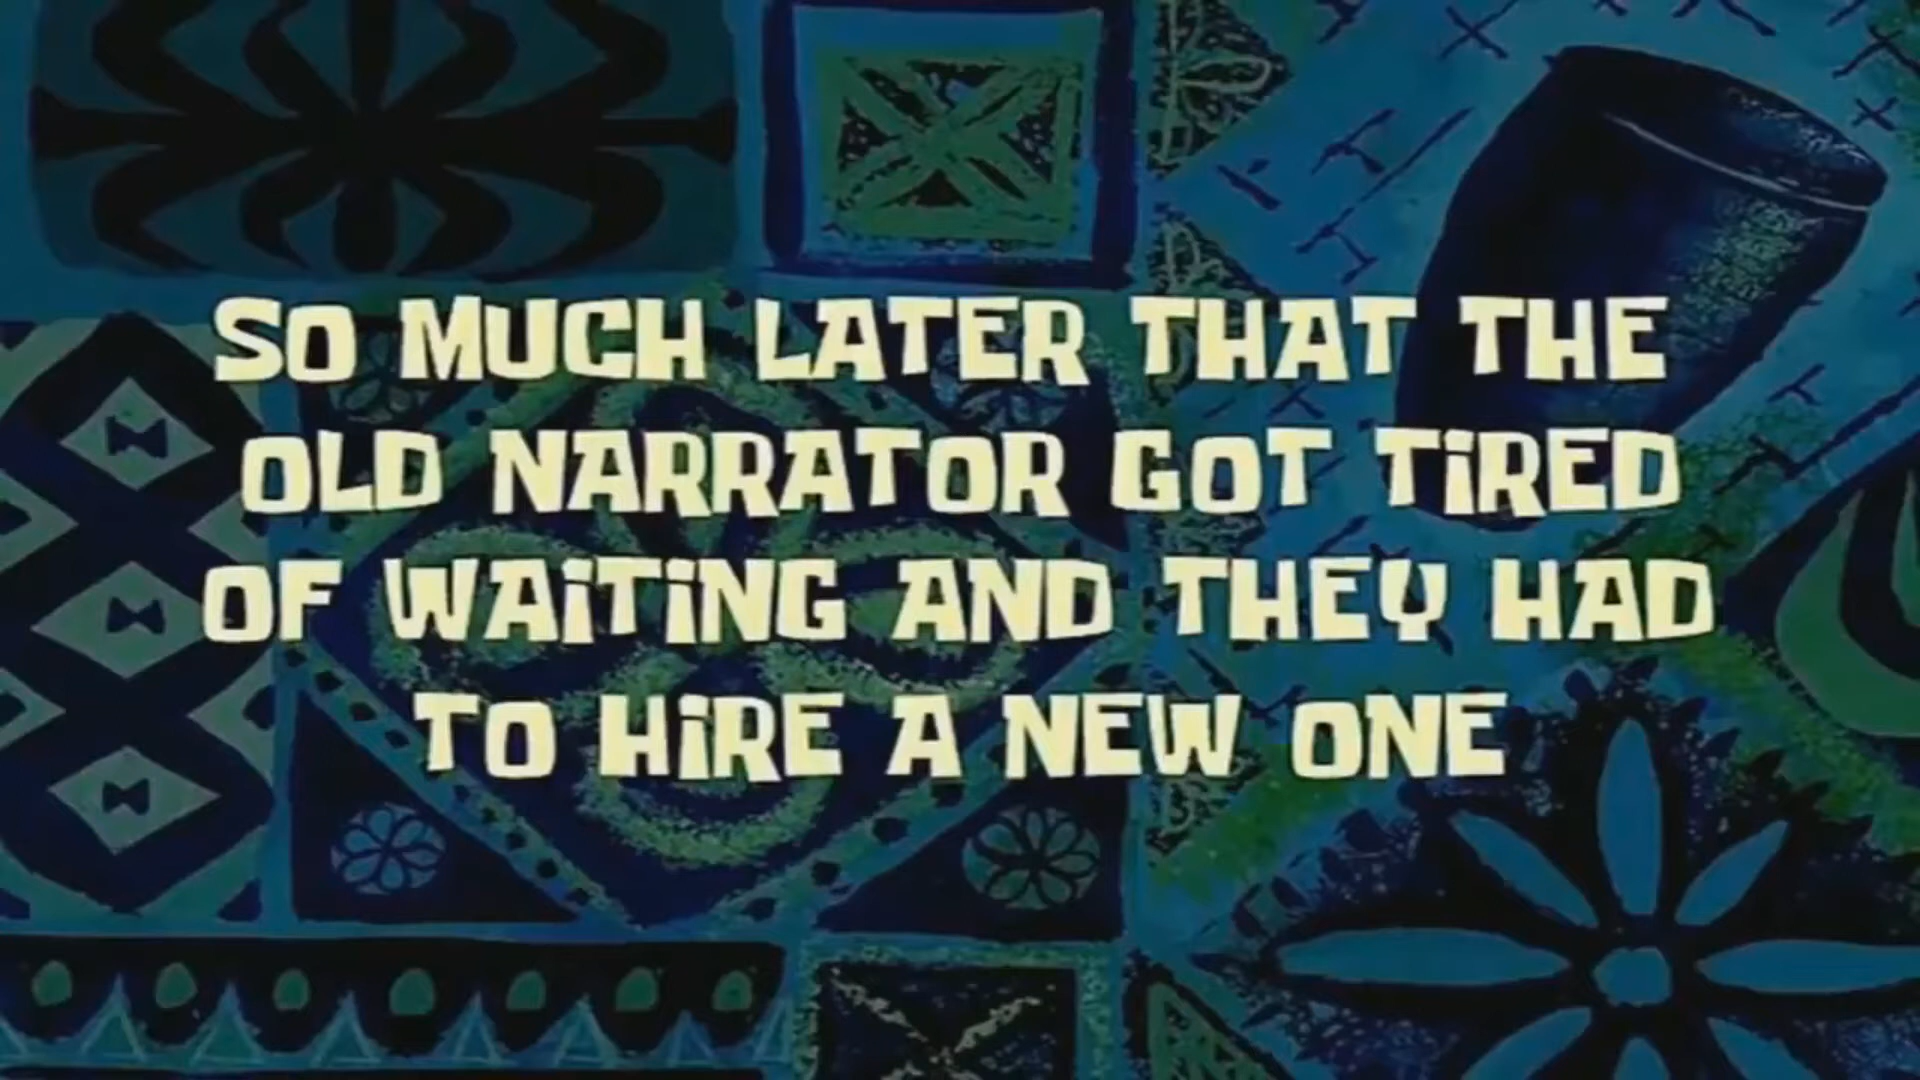 SO MUCH LATER THAT THE
OLD NARRATOR GOT TIRED
OF WAITING AND THEY HAD
TO HIRE A NEW ONE